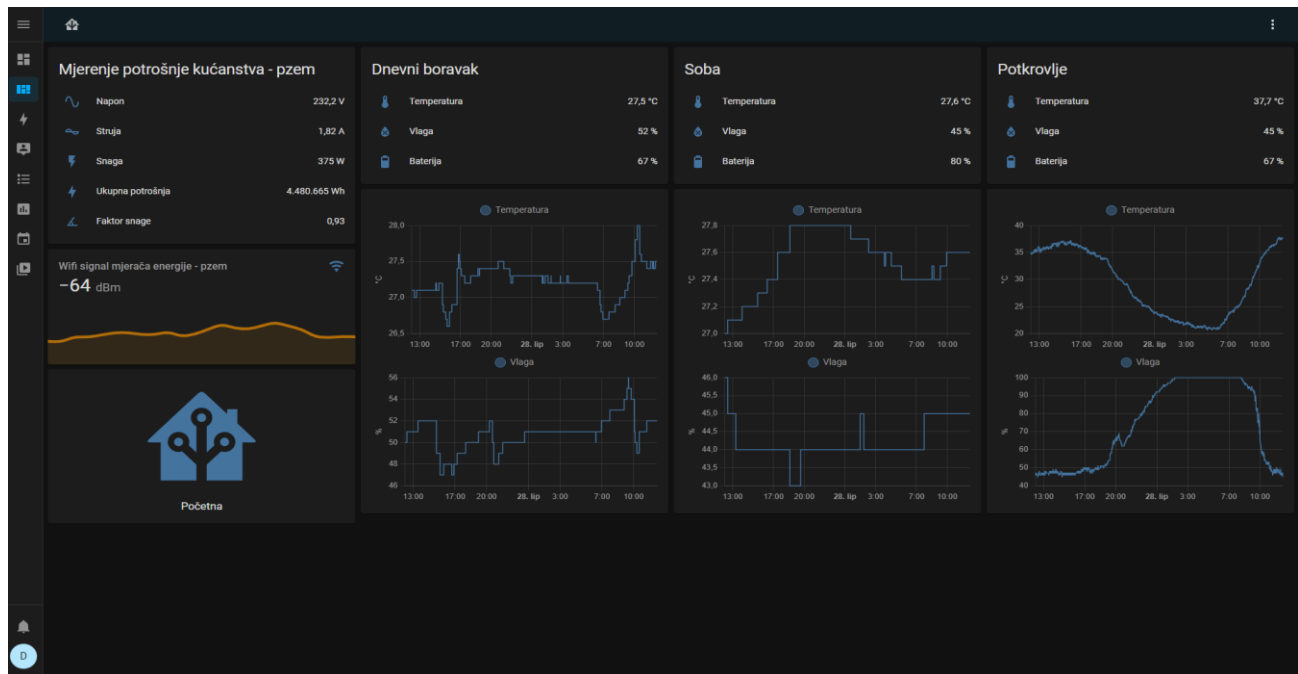 Mjerenje potrošnje kućanstva - pzem
Napon 232,2 V
Struja 1,82 A
Snaga 375 W
Ukupna potrošnja 4.480.665 Wh
Faktor snage 0,93
Wifi signal mjerača energije - pzem
-64 dBm
Početna
Dnevni boravak
Temperatura 27,5 °C
Vlaga 52 %
Baterija 67 %
Temperatura
°C
28,0
27,5
27,0
26,5
13:00 17:00 20:00 28. lip 3:00 7:00 10:00
Vlaga
%
56
54
52
50
48
46
13:00 17:00 20:00 28. lip 3:00 7:00 10:00
Soba
Temperatura 27,6 °C
Vlaga 45 %
Baterija 80 %
Temperatura
°C
27,8
27,6
27,4
27,2
27,0
13:00 17:00 20:00 28. lip 3:00 7:00 10:00
Vlaga
%
46,0
45,5
45,0
44,5
44,0
43,5
43,0
13:00 17:00 20:00 28. lip 3:00 7:00 10:00
Potkrovlje
Temperatura 37,7 °C
Vlaga 45 %
Baterija 67 %
Temperatura
°C
40
35
30
25
20
13:00 17:00 20:00 28. lip 3:00 7:00 10:00
Vlaga
%
100
90
80
70
60
50
40
13:00 17:00 20:00 28. lip 3:00 7:00 10:00
D